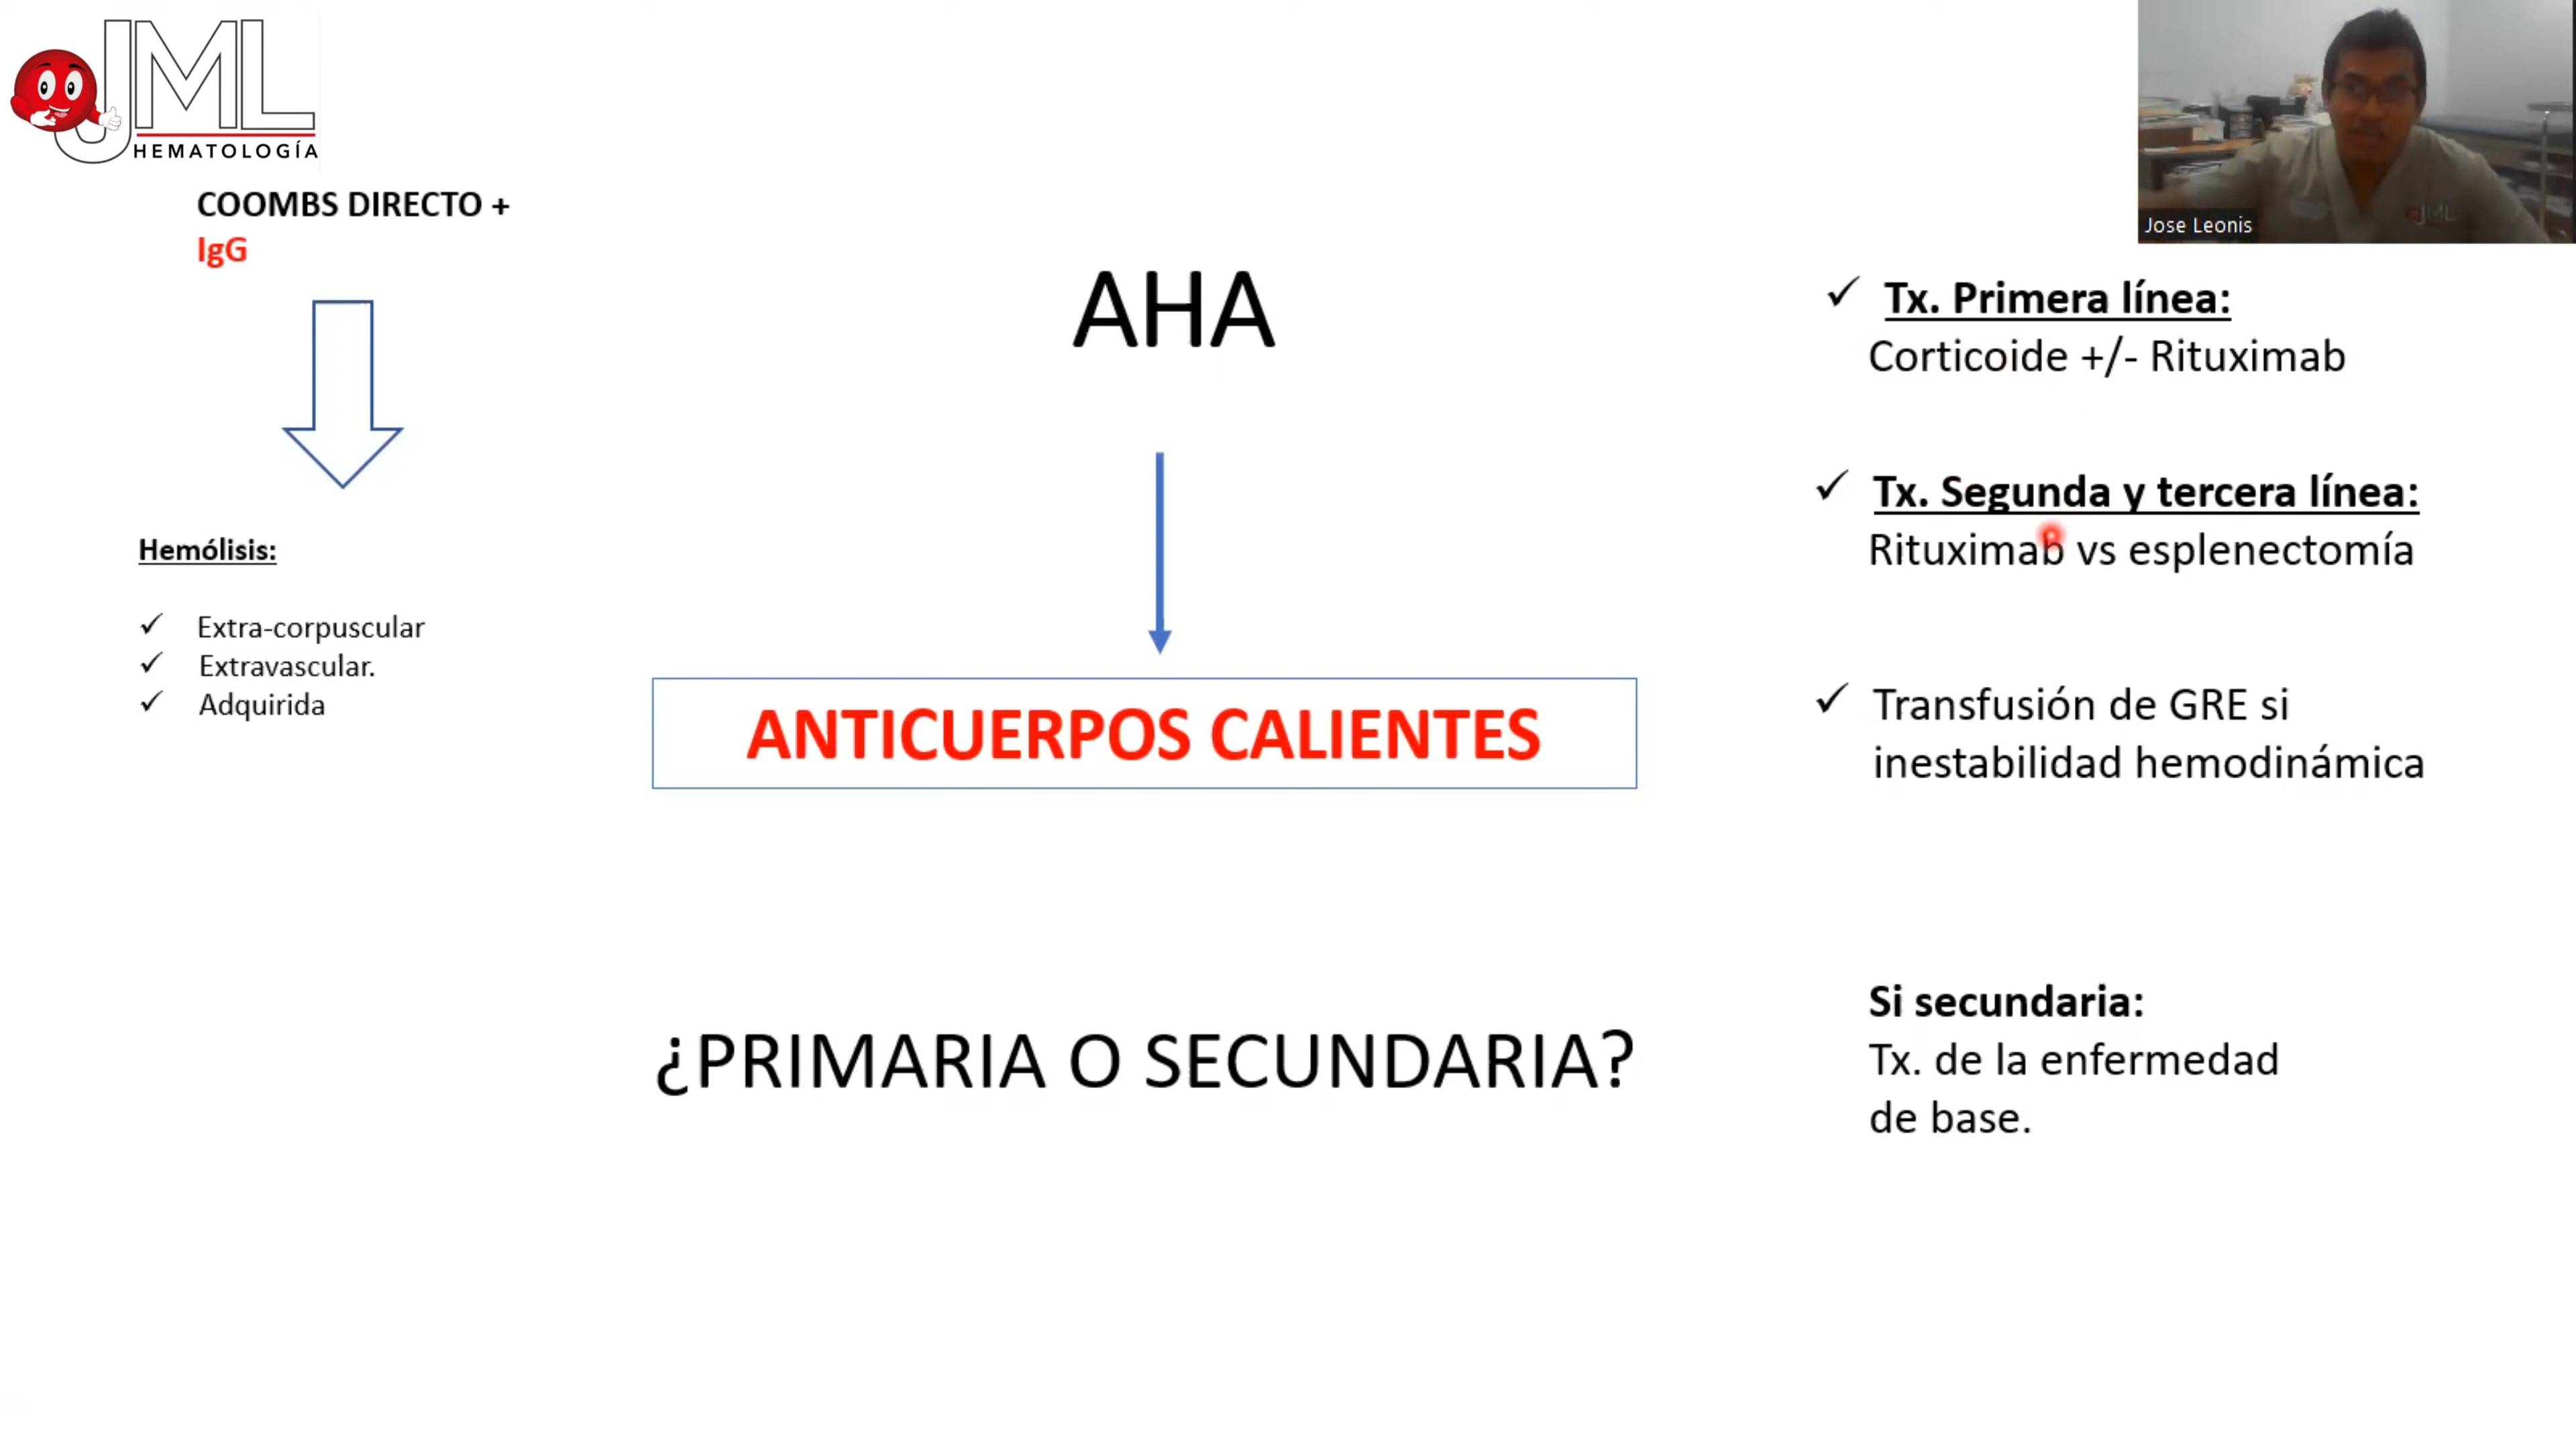 JML
HEMATOLOGÍA
COOMBS DIRECTO +
IgG
Hemólisis:
✓ Extra-corpuscular
✓ Extravascular.
✓ Adquirida
AHA
ANTICUERPOS CALIENTES
¿PRIMARIA O SECUNDARIA?
Jose Leonis
JML
✓ Tx. Primera línea:
Corticoide +/- Rituximab
✓ Tx. Segunda y tercera línea:
Rituximab vs esplenectomía
✓ Transfusión de GRE si
inestabilidad hemodinámica
Si secundaria:
Tx. de la enfermedad
de base.